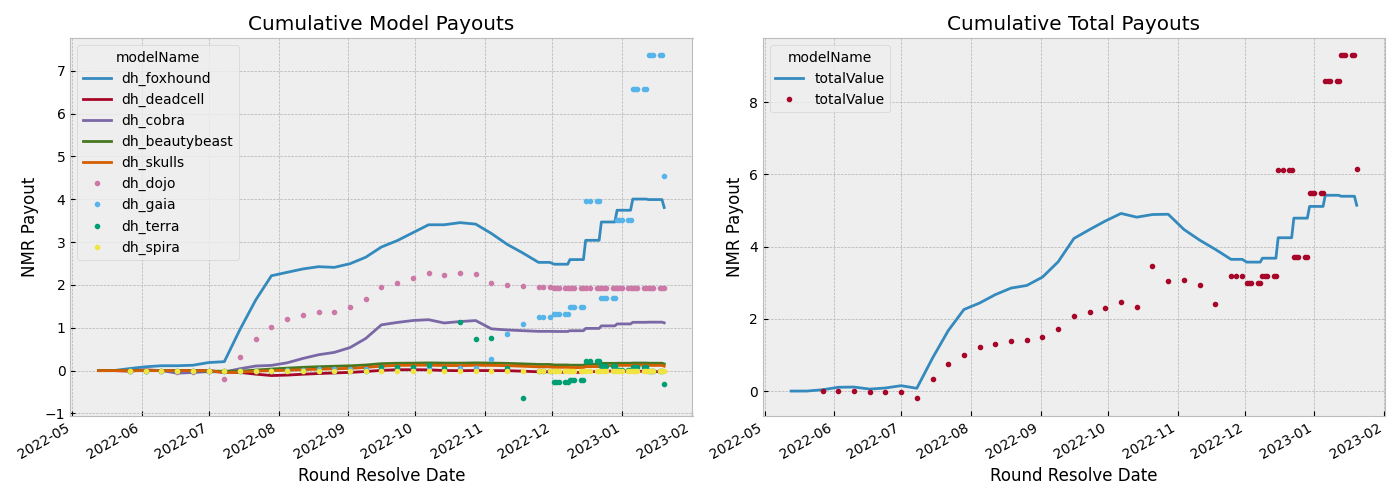 Cumulative Model Payouts
NMR Payout
7
6
5
4
3
2
1
0
−1
modelName
dh_foxhound
dh_deadcell
dh_cobra
dh_beautybeast
dh_skulls
dh_dojo
dh_gaia
dh_terra
dh_spira
2022-05
2022-06
2022-07
2022-08
2022-09
2022-10
2022-11
2022-12
2023-01
2023-02
Round Resolve Date
Cumulative Total Payouts
NMR Payout
8
6
4
2
0
modelName
totalValue
totalValue
2022-05
2022-06
2022-07
2022-08
2022-09
2022-10
2022-11
2022-12
2023-01
2023-02
Round Resolve Date